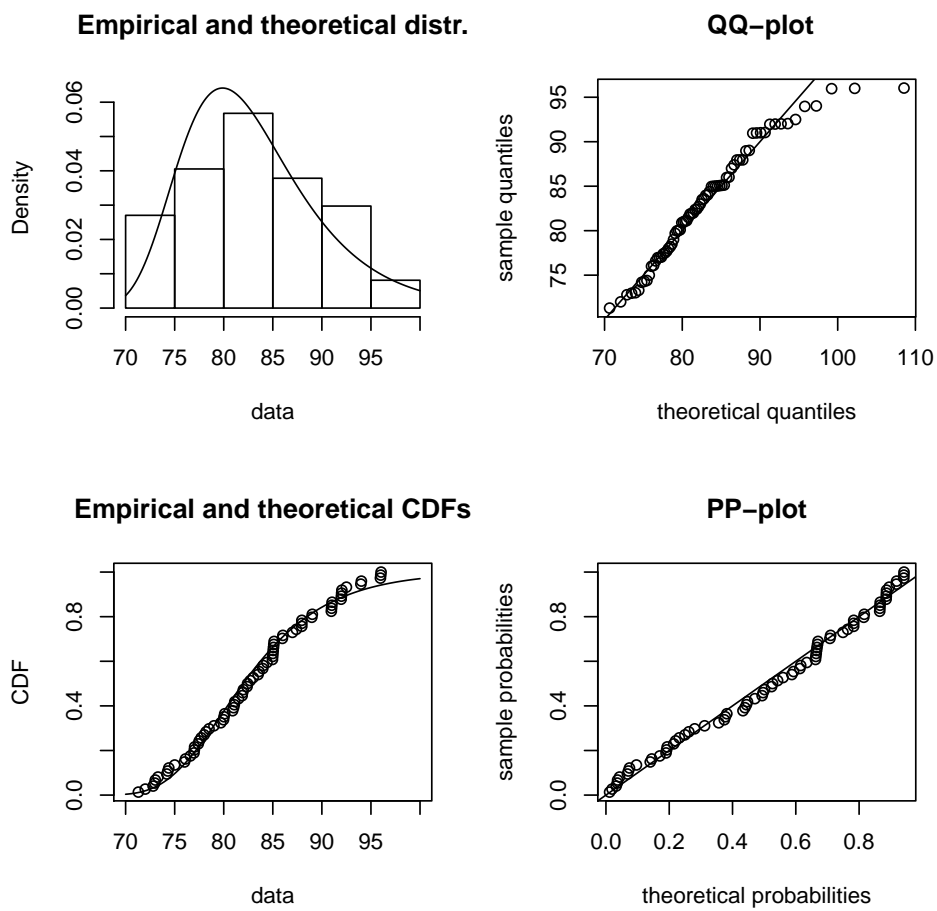 Empirical and theoretical distr.
Density
0.00 0.02 0.04 0.06
70 75 80 85 90 95
data
QQ−plot
sample quantiles
75 80 85 90 95
70 80 90 100 110
theoretical quantiles
Empirical and theoretical CDFs
CDF
0.0 0.4 0.8
70 75 80 85 90 95
data
PP−plot
sample probabilities
0.0 0.4 0.8
0.0 0.2 0.4 0.6 0.8
theoretical probabilities